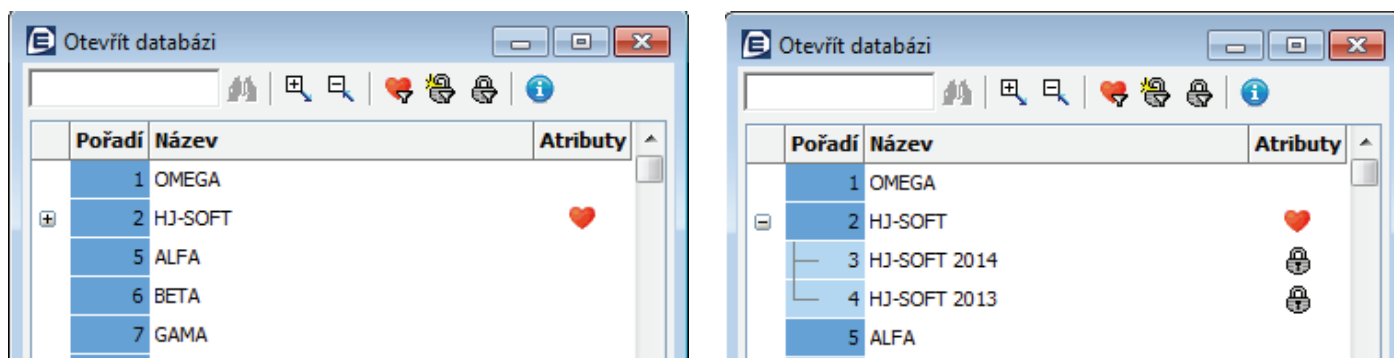 Otevřít databázi
Pořadí Název Atributy
1 OMEGA
2 HJ-SOFT
5 ALFA
6 BETA
7 GAMA
Otevřít databázi
Pořadí Název Atributy
1 OMEGA
2 HJ-SOFT
3 HJ-SOFT 2014
4 HJ-SOFT 2013
5 ALFA